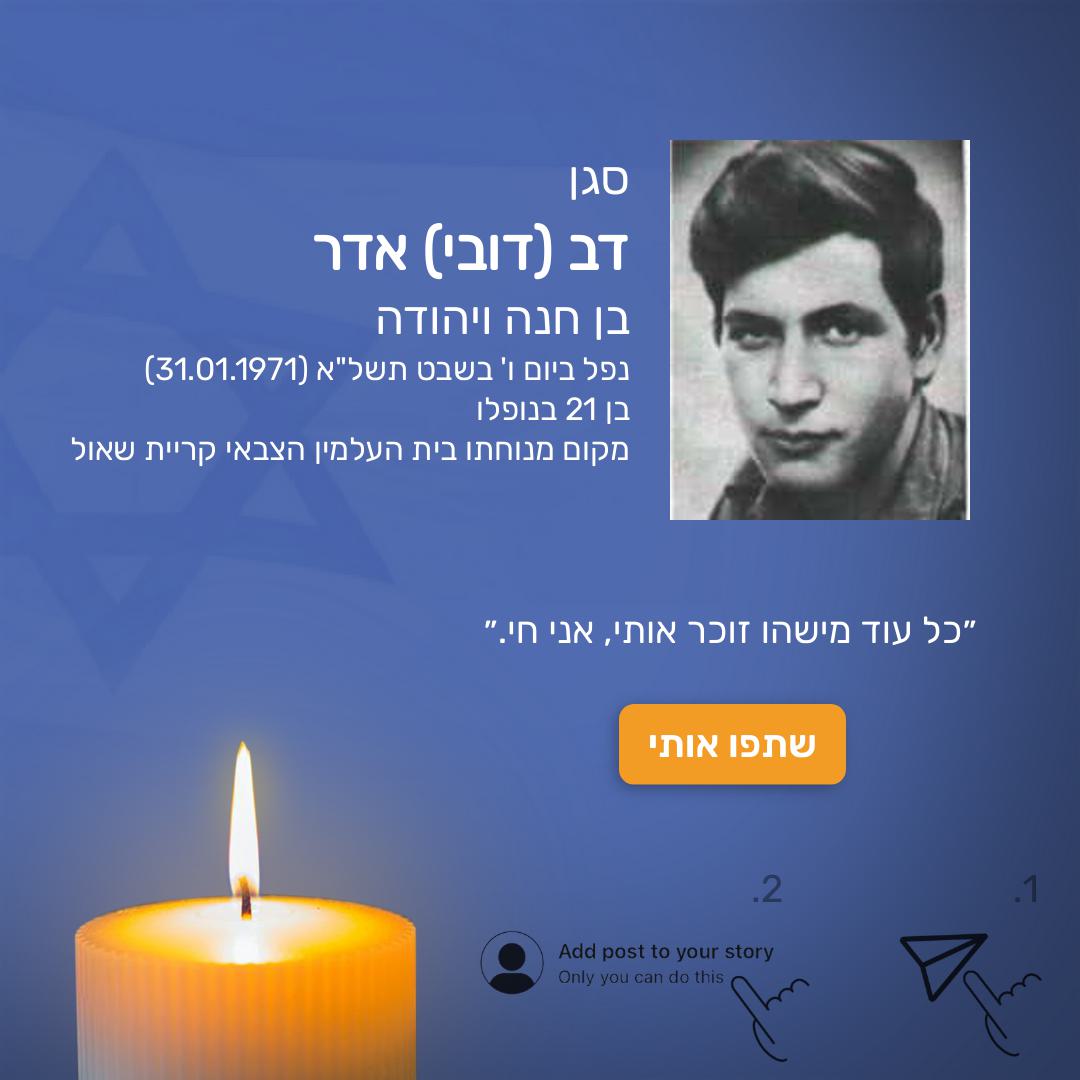 סגן
דב (דובי) אדר
בן חנה ויהודה
נפל ביום ו' בשבט תשל"א (31.01.1971)
בן 21 בנופלו
מקום מנוחתו בית העלמין הצבאי קריית שאול
״כל עוד מישהו זוכר אותי, אני חי.״
שתפו אותי
1.
2.
Add post to your story
Only you can do this